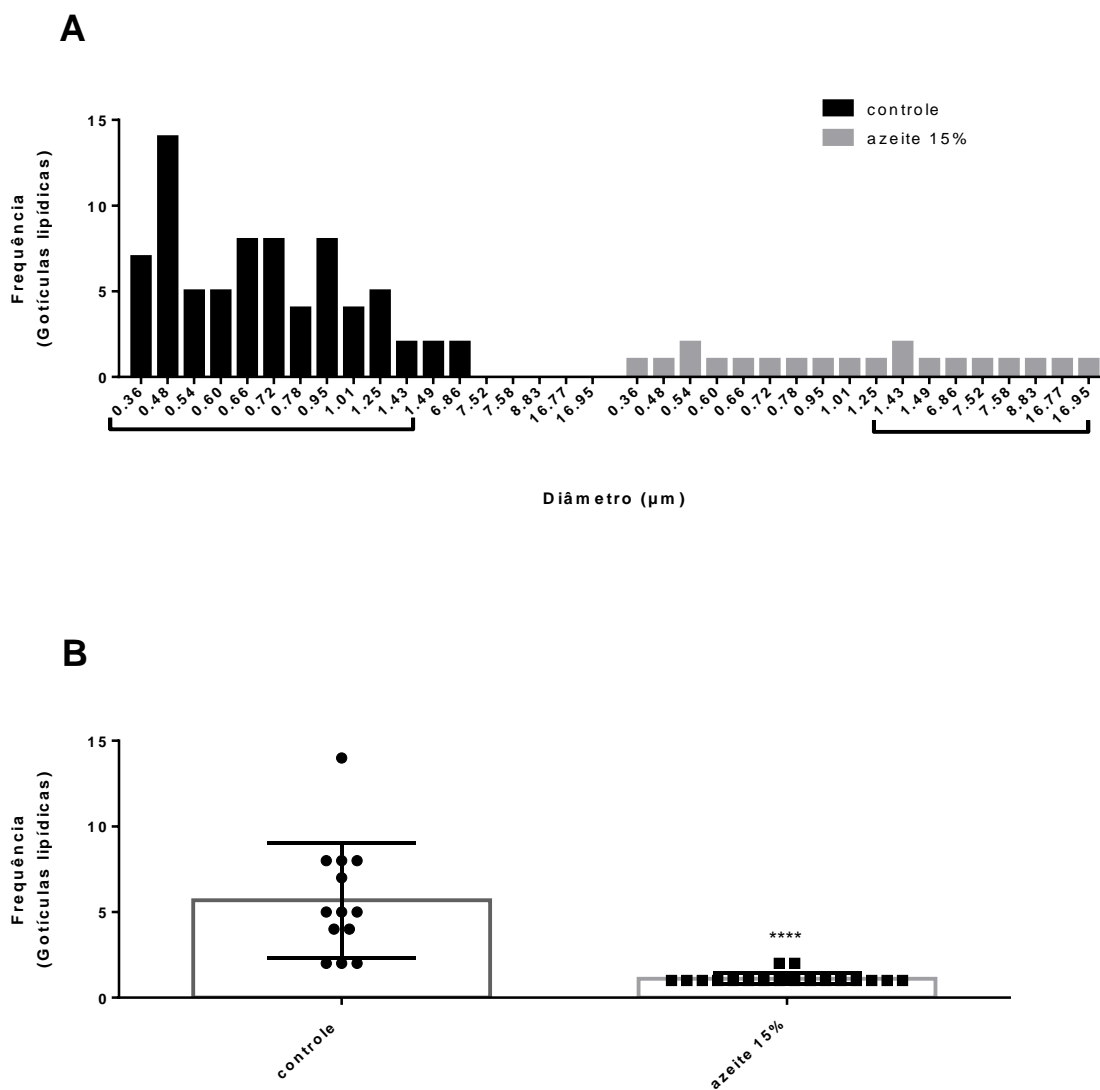 A
controle
azeite 15%
Frequência
(Gotículas lipídicas)
15
10
5
0
0.36 0.48 0.54 0.60 0.66 0.72 0.78 0.95 1.01 1.25 1.43 1.49 6.86 7.52 7.58 8.83 16.77 16.95 0.36 0.48 0.54 0.60 0.66 0.72 0.78 0.95 1.01 1.25 1.43 1.49 6.86 7.52 7.58 8.83 16.77 16.95
Diâmetro (µm)
B
Frequência
(Gotículas lipídicas)
15
10
5
0
****
controle
azeite 15%